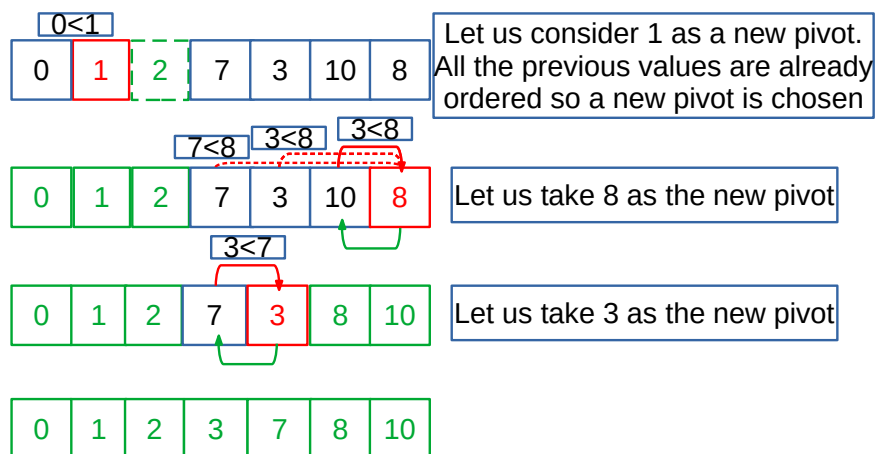 0<1
0 1 2 7 3 10 8
Let us consider 1 as a new pivot.
All the previous values are already
ordered so a new pivot is chosen
7<8 3<8 3<8
0 1 2 7 3 10 8
Let us take 8 as the new pivot
3<7
0 1 2 7 3 8 10
Let us take 3 as the new pivot
0 1 2 3 7 8 10